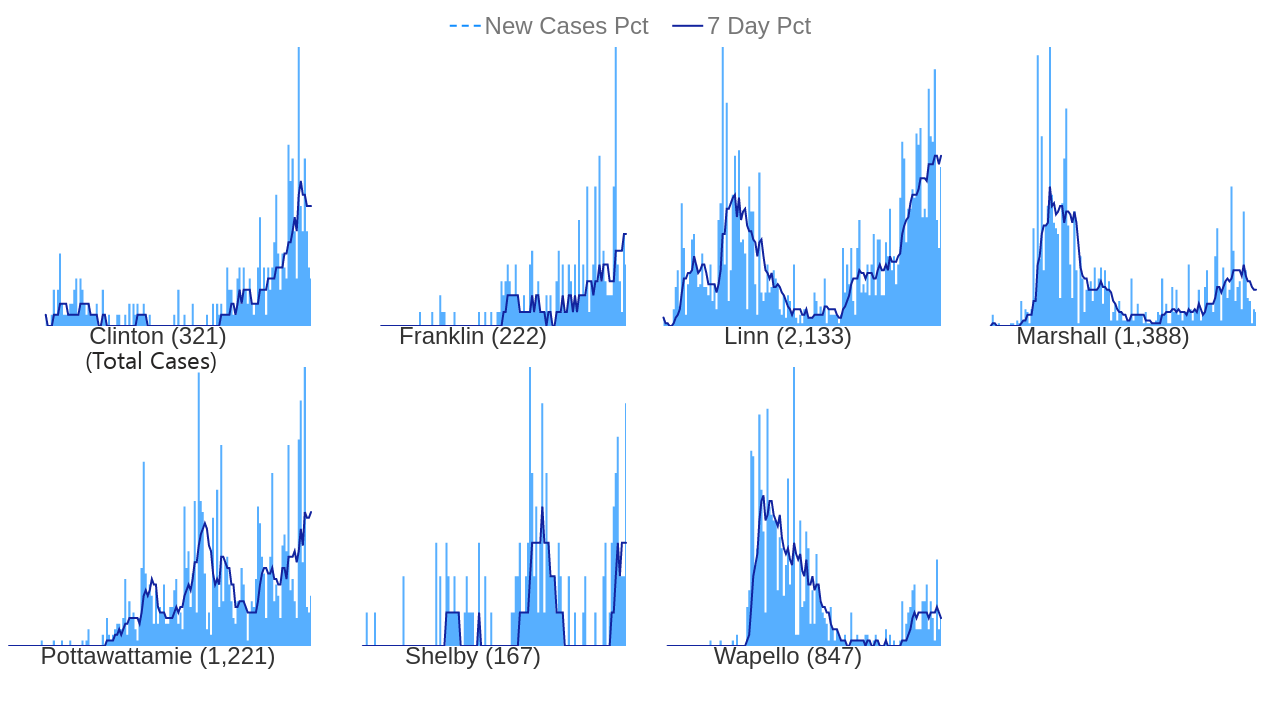 New Cases Pct 7 Day Pct
Clinton (321) Franklin (222) Linn (2,133) Marshall (1,388)
(Total Cases)
Pottawattamie (1,221) Shelby (167) Wapello (847)